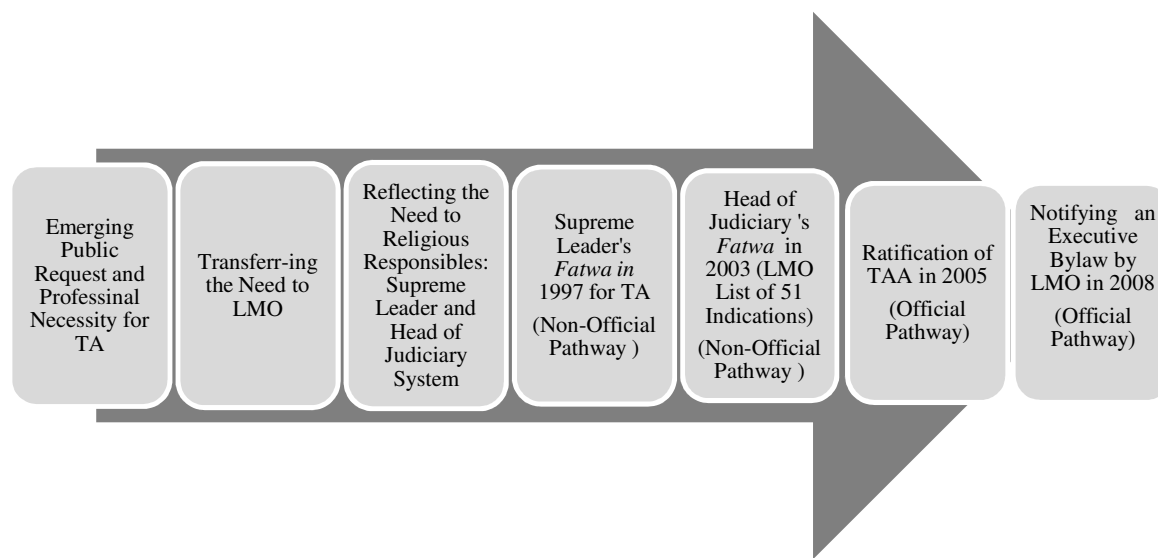 Emerging
Public
Request and
Professinal
Necessity for
TA
Transferr-ing
the Need to
LMO
Reflecting the
Need to
Religious
Responsibles:
Supreme
Leader and
Head of
Judiciary
System
Supreme
Leader's
Fatwa in
1997 for TA
(Non-Official
Pathway )
Head of
Judiciary 's
Fatwa in
2003 (LMO
List of 51
Indications)
(Non-Official
Pathway )
Ratification of
TAA in 2005
(Official
Pathway)
Notifying an
Executive
Bylaw by
LMO in 2008
(Official
Pathway)